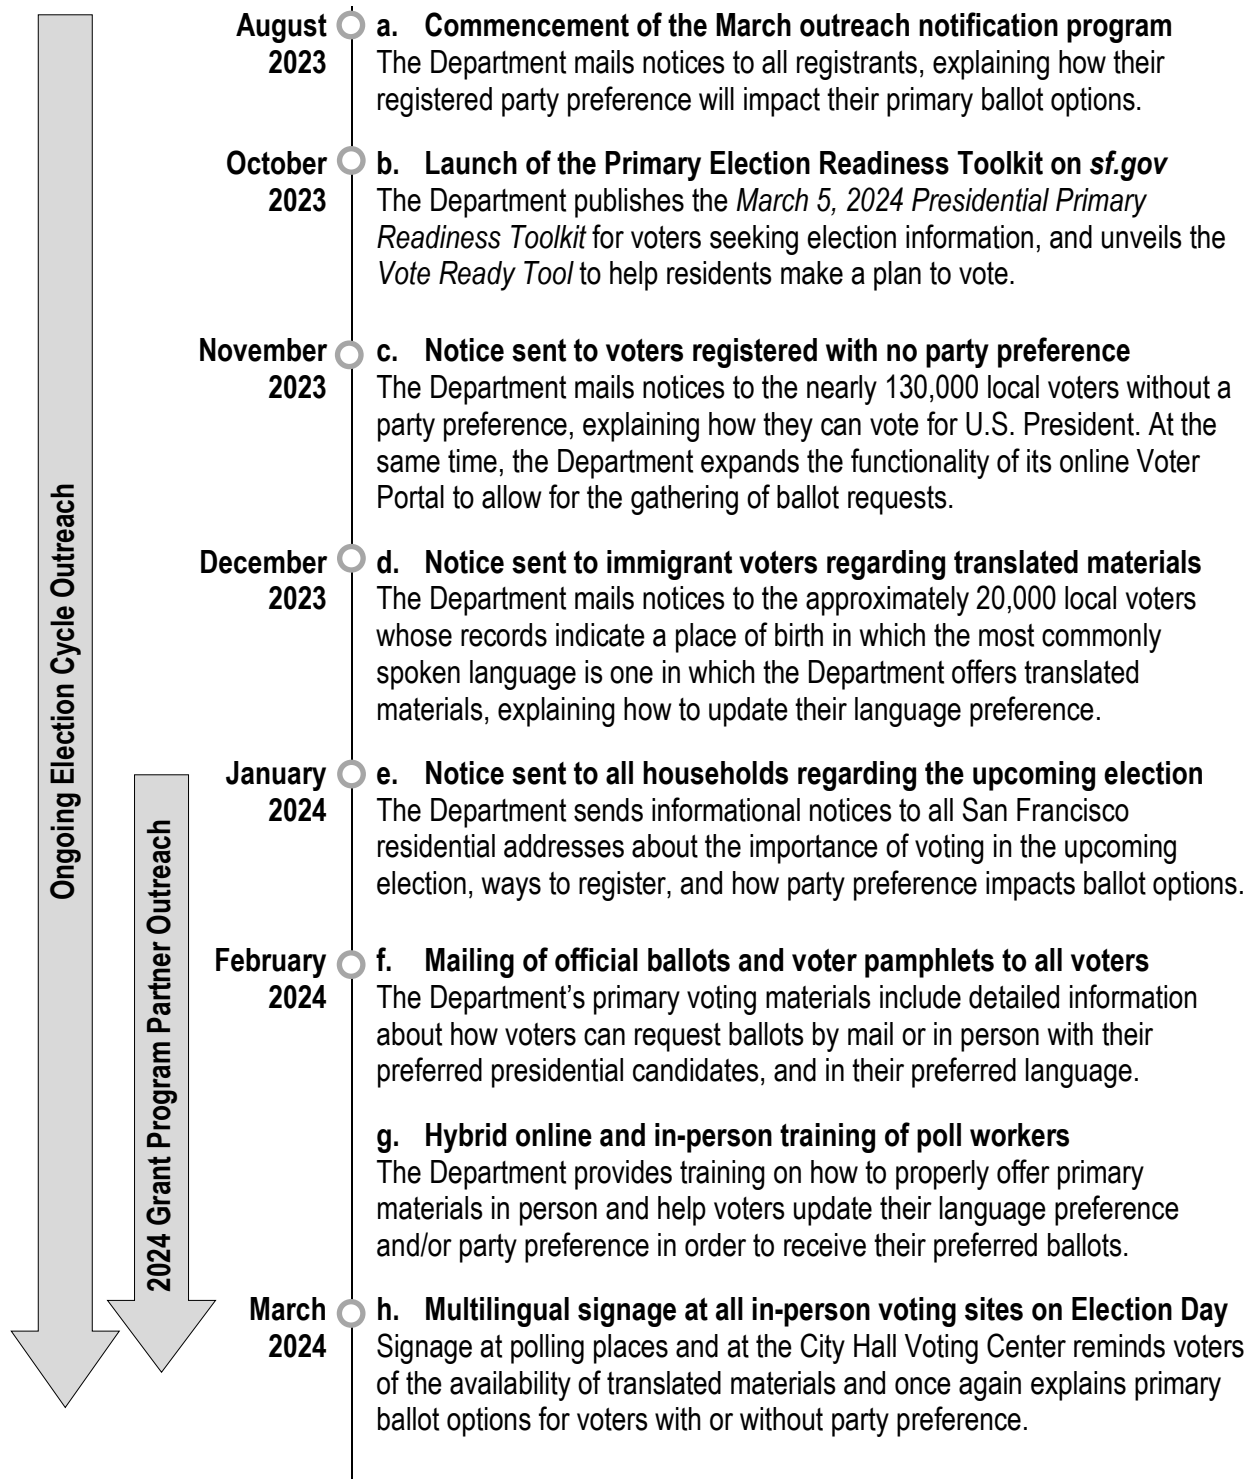 August
2023
a. Commencement of the March outreach notification program
The Department mails notices to all registrants, explaining how their
registered party preference will impact their primary ballot options.
October
2023
b. Launch of the Primary Election Readiness Toolkit on sf.gov
The Department publishes the March 5, 2024 Presidential Primary
Readiness Toolkit for voters seeking election information, and unveils the
Vote Ready Tool to help residents make a plan to vote.
November
2023
c. Notice sent to voters registered with no party preference
The Department mails notices to the nearly 130,000 local voters without a
party preference, explaining how they can vote for U.S. President. At the
same time, the Department expands the functionality of its online Voter
Portal to allow for the gathering of ballot requests.
December
2023
d. Notice sent to immigrant voters regarding translated materials
The Department mails notices to the approximately 20,000 local voters
whose records indicate a place of birth in which the most commonly
spoken language is one in which the Department offers translated
materials, explaining how to update their language preference.
January
2024
e. Notice sent to all households regarding the upcoming election
The Department sends informational notices to all San Francisco
residential addresses about the importance of voting in the upcoming
election, ways to register, and how party preference impacts ballot options.
February
2024
f. Mailing of official ballots and voter pamphlets to all voters
The Department's primary voting materials include detailed information
about how voters can request ballots by mail or in person with their
preferred presidential candidates, and in their preferred language.
g. Hybrid online and in-person training of poll workers
The Department provides training on how to properly offer primary
materials in person and help voters update their language preference
and/or party preference in order to receive their preferred ballots.
March
2024
h. Multilingual signage at all in-person voting sites on Election Day
Signage at polling places and at the City Hall Voting Center reminds voters
of the availability of translated materials and once again explains primary
ballot options for voters with or without party preference.
Ongoing Election Cycle Outreach
2024 Grant Program Partner Outreach